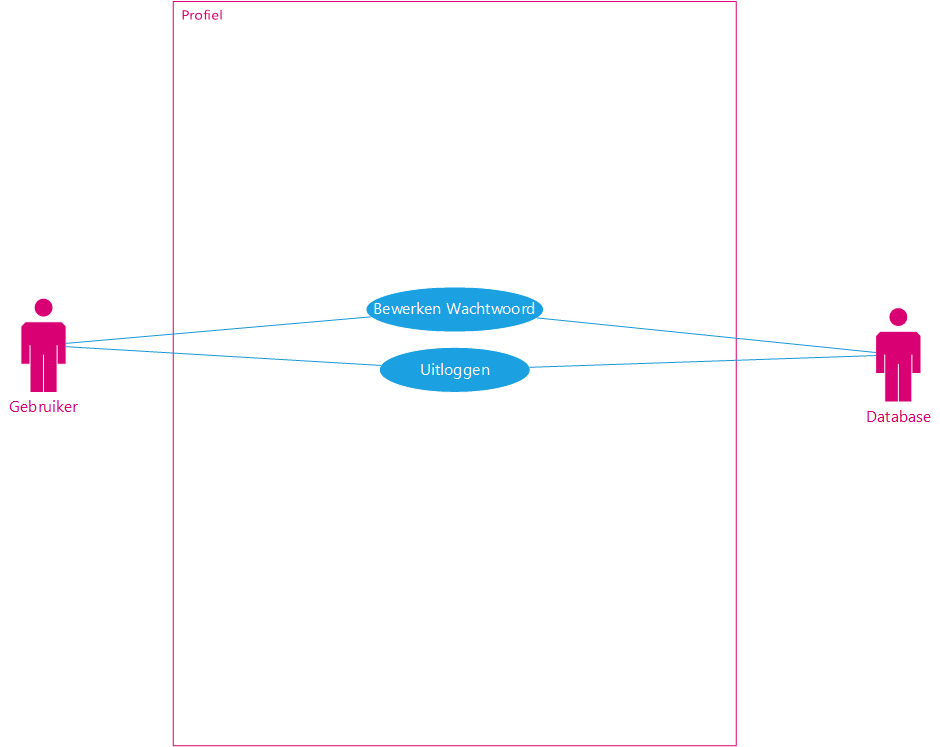 Profiel
Bewerken Wachtwoord
Uitloggen
Gebruiker
Database